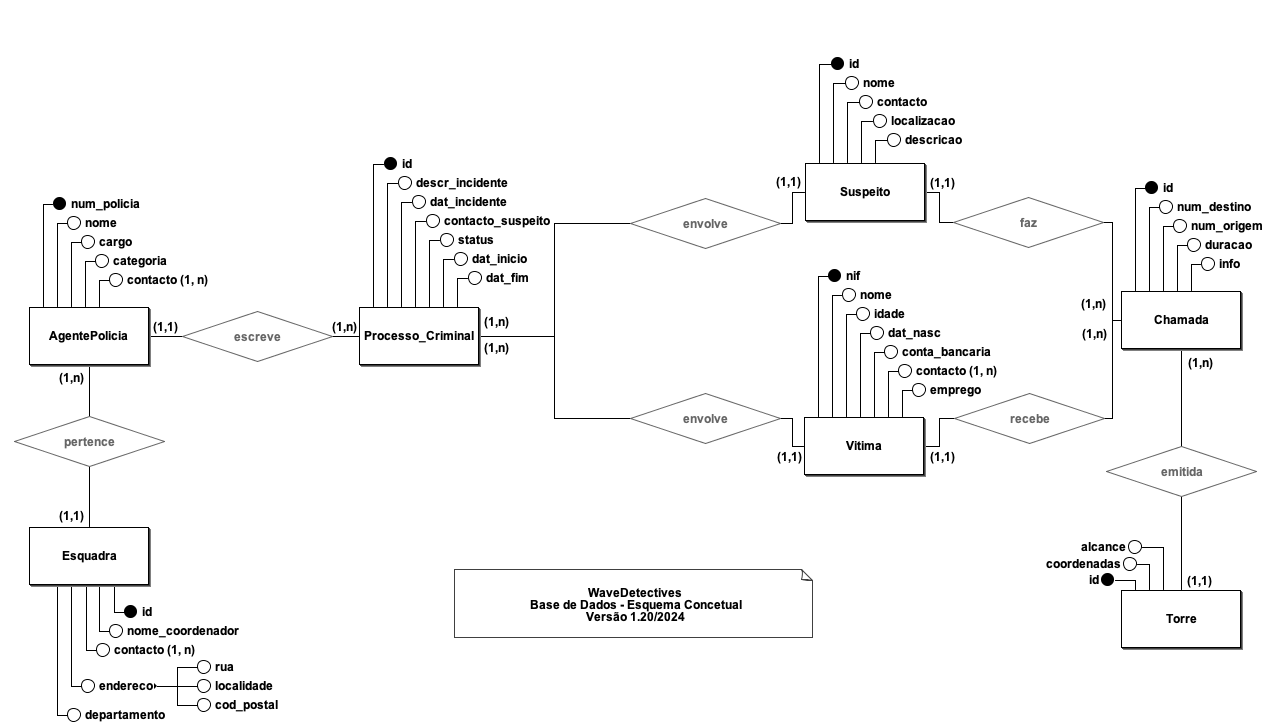 id
nome
contacto
localizacao
descricao
Suspeito
(1,1)
(1,1)
envolve
faz
id
descr_incidente
dat_incidente
contacto_suspeito
status
dat_inicio
dat_fim
Processo_Criminal
(1,n)
(1,n)
(1,n)
num_policia
nome
cargo
categoria
contacto (1, n)
AgentePolicia
(1,1)
escreve
(1,n)
pertence
(1,1)
Esquadra
id
nome_coordenador
contacto (1, n)
endereco
rua
localidade
cod_postal
departamento
nif
nome
idade
dat_nasc
conta_bancaria
contacto (1, n)
emprego
Vitima
(1,1)
(1,1)
envolve
recebe
id
num_destino
num_origem
duracao
info
Chamada
(1,n)
(1,n)
(1,n)
emitida
alcance
coordenadas
id
(1,1)
Torre
WaveDetectives
Base de Dados - Esquema Concetual
Versão 1.20/2024